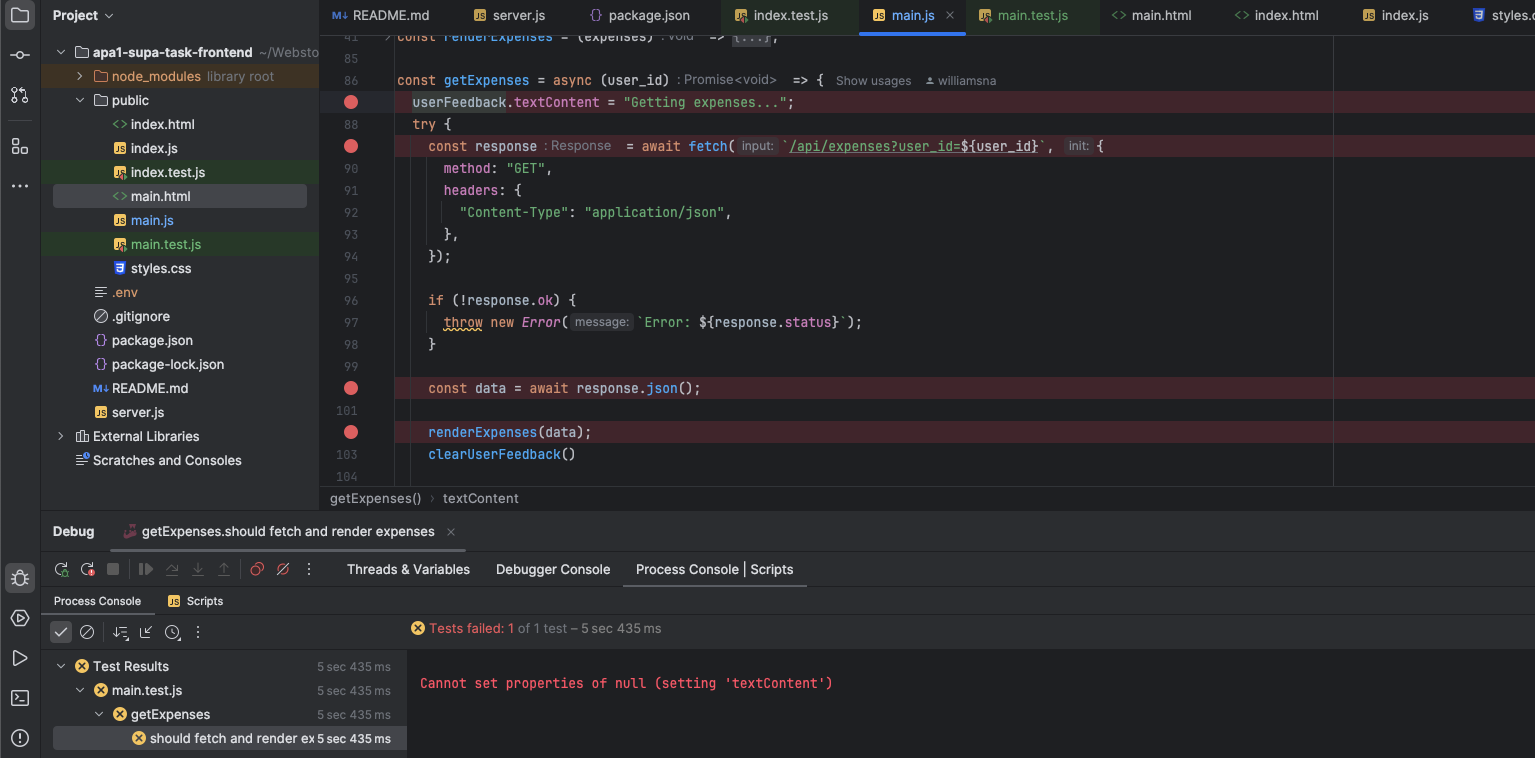 Project
README.md
server.js
package.json
index.test.js
main.js
main.test.js
main.html
index.html
index.js
styles.c
apa1-supa-task-frontend ~/Websto
node_modules library root
public
index.html
index.js
index.test.js
main.html
main.js
main.test.js
styles.css
.env
.gitignore
package.json
package-lock.json
README.md
server.js
External Libraries
Scratches and Consoles
41 const renderExpenses = (expenses) : void => {...};
85
86 const getExpenses = async (user_id) : Promise<void> => { Show usages williamsna
userFeedback.textContent = "Getting expenses...";
88 try {
const response : Response = await fetch( input: `/api/expenses?user_id=${user_id}`, init: {
90 method: "GET",
91 headers: {
92 "Content-Type": "application/json",
93 },
94 });
95
96 if (!response.ok) {
97 throw new Error( message: `Error: ${response.status}`);
98 }
99
const data = await response.json();
101
renderExpenses(data);
103 clearUserFeedback()
104
getExpenses() › textContent
Debug
getExpenses.should fetch and render expenses
Threads & Variables
Debugger Console
Process Console | Scripts
Process Console
Scripts
Tests failed: 1 of 1 test – 5 sec 435 ms
Test Results 5 sec 435 ms
main.test.js 5 sec 435 ms
getExpenses 5 sec 435 ms
should fetch and render ex 5 sec 435 ms
Cannot set properties of null (setting 'textContent')